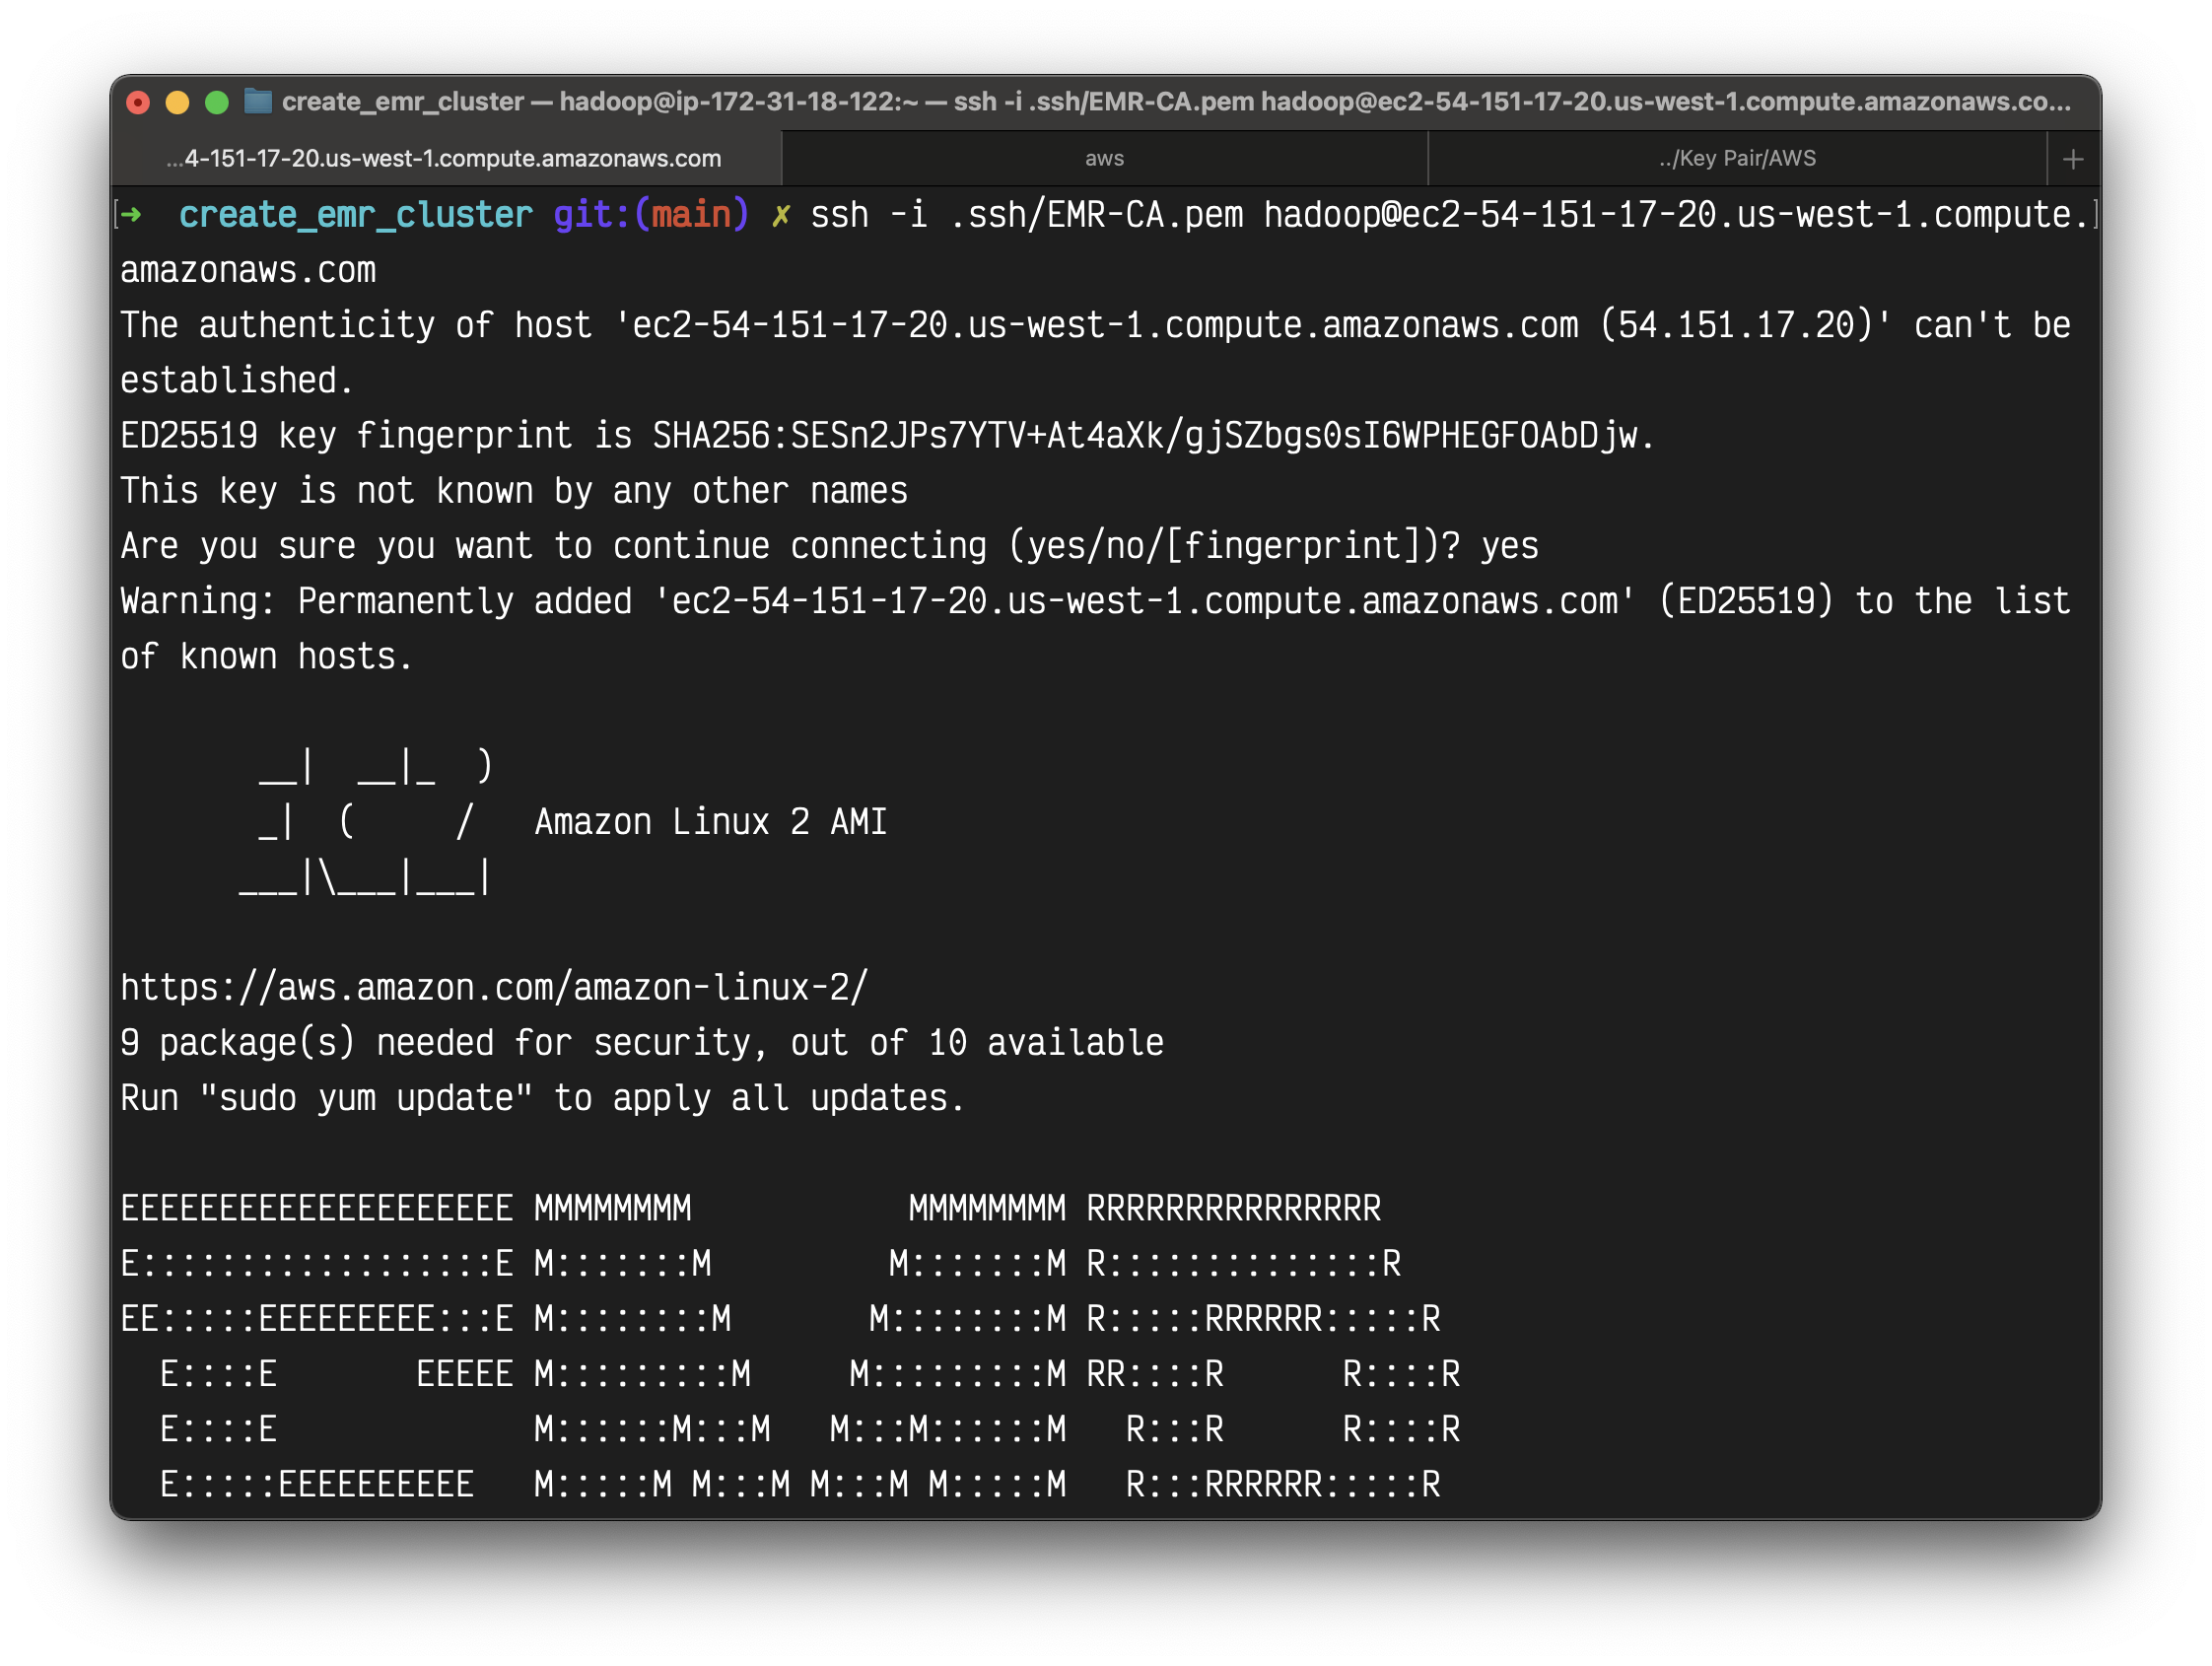 create_emr_cluster — hadoop@ip-172-31-18-122:~ — ssh -i .ssh/EMR-CA.pem hadoop@ec2-54-151-17-20.us-west-1.compute.amazonaws.co...
...4-151-17-20.us-west-1.compute.amazonaws.com aws ../Key Pair/AWS +
[➜  create_emr_cluster git:(main) ✗ ssh -i .ssh/EMR-CA.pem hadoop@ec2-54-151-17-20.us-west-1.compute.]
amazonaws.com
The authenticity of host 'ec2-54-151-17-20.us-west-1.compute.amazonaws.com (54.151.17.20)' can't be
established.
ED25519 key fingerprint is SHA256:SESn2JPs7YTV+At4aXk/gjSZbgs0sI6WPHEGFOAbDjw.
This key is not known by any other names
Are you sure you want to continue connecting (yes/no/[fingerprint])? yes
Warning: Permanently added 'ec2-54-151-17-20.us-west-1.compute.amazonaws.com' (ED25519) to the list
of known hosts.

       __|  __|_  )
       _|  (     /   Amazon Linux 2 AMI
      ___|\___|___|

https://aws.amazon.com/amazon-linux-2/
9 package(s) needed for security, out of 10 available
Run "sudo yum update" to apply all updates.

EEEEEEEEEEEEEEEEEEEE MMMMMMMM           MMMMMMMM RRRRRRRRRRRRRRR
E::::::::::::::::::E M:::::::M         M:::::::M R::::::::::::::R
EE:::::EEEEEEEEE:::E M::::::::M       M::::::::M R:::::RRRRRR:::::R
  E::::E       EEEEE M:::::::::M     M:::::::::M RR::::R      R::::R
  E::::E             M::::::M:::M   M:::M::::::M   R:::R      R::::R
  E:::::EEEEEEEEEE   M:::::M M:::M M:::M M:::::M   R:::RRRRRR:::::R